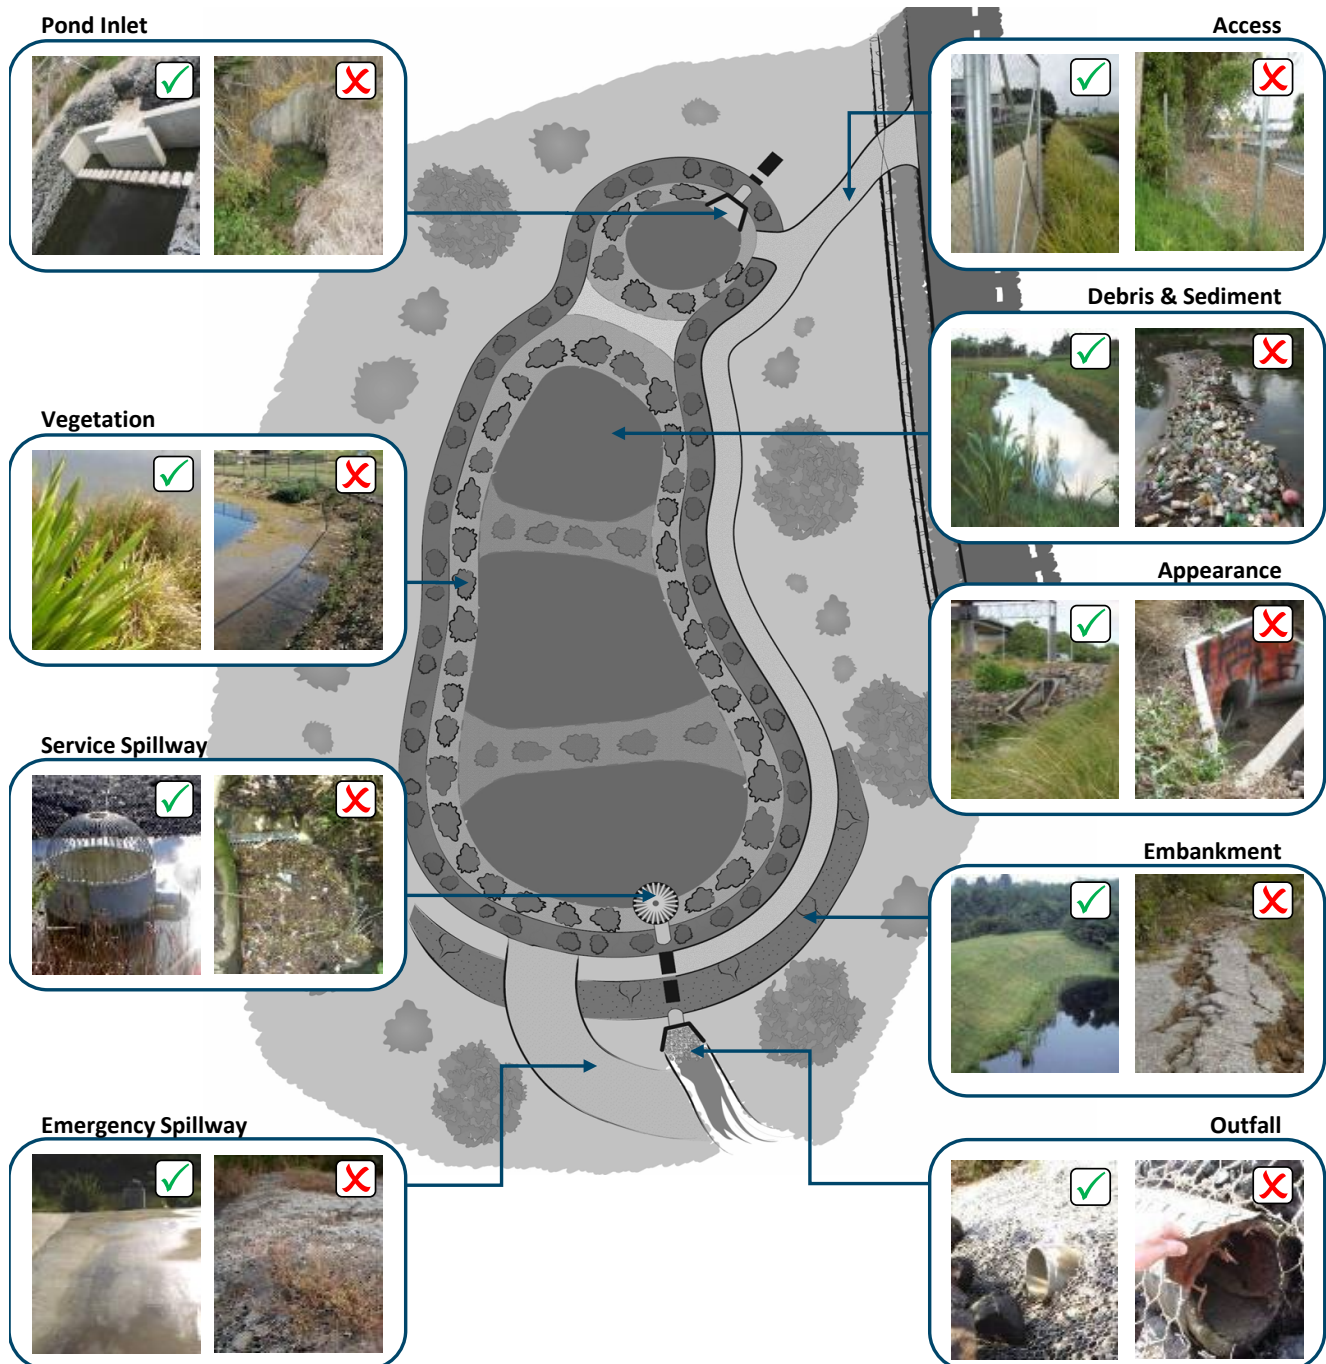 Pond Inlet
Access
Debris & Sediment
Vegetation
Appearance
Service Spillway
Embankment
Emergency Spillway
Outfall